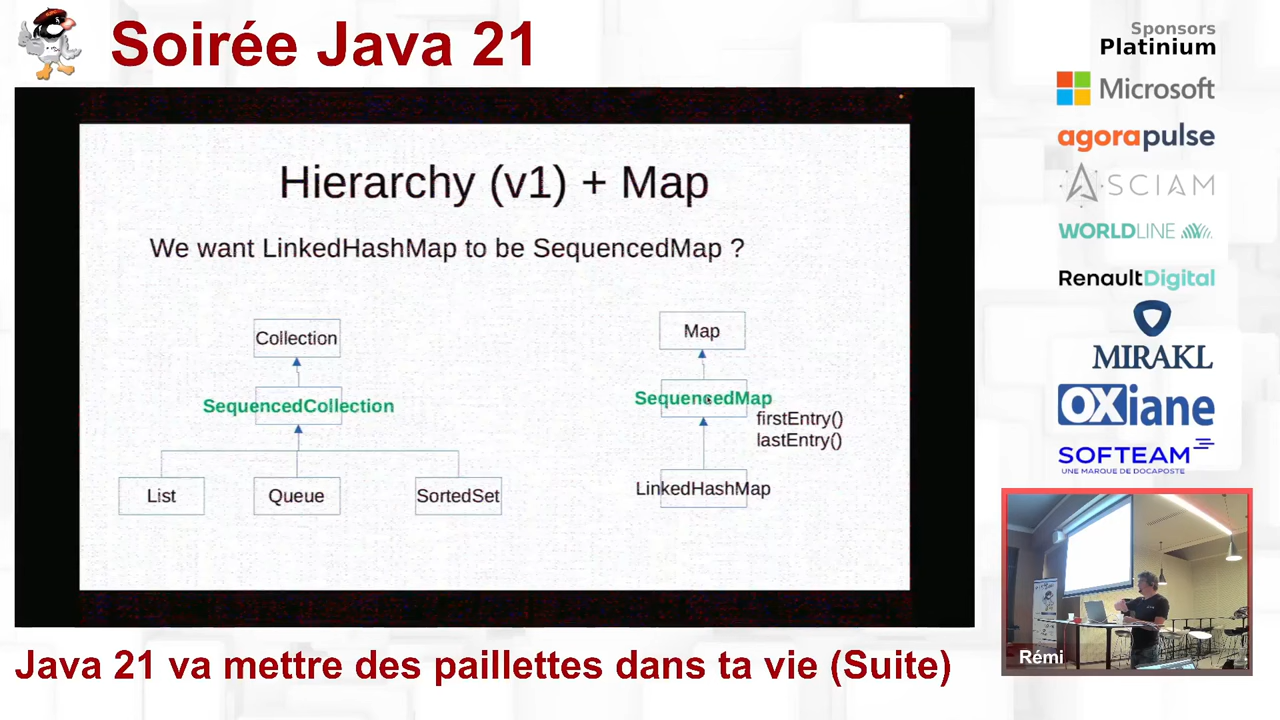 Soirée Java 21
Sponsors
Platinium
Microsoft
agorapulse
ASCIAM
WORLDLINE
RenaultDigital
MIRAKL
OXiane
SOFTEAM
UNE MARQUE DE DOCAPOSTE
Hierarchy (v1) + Map
We want LinkedHashMap to be SequencedMap ?
Collection
SequencedCollection
List
Queue
SortedSet
Map
SequencedMap
firstEntry()
lastEntry()
LinkedHashMap
Rémi
Java 21 va mettre des paillettes dans ta vie (Suite)